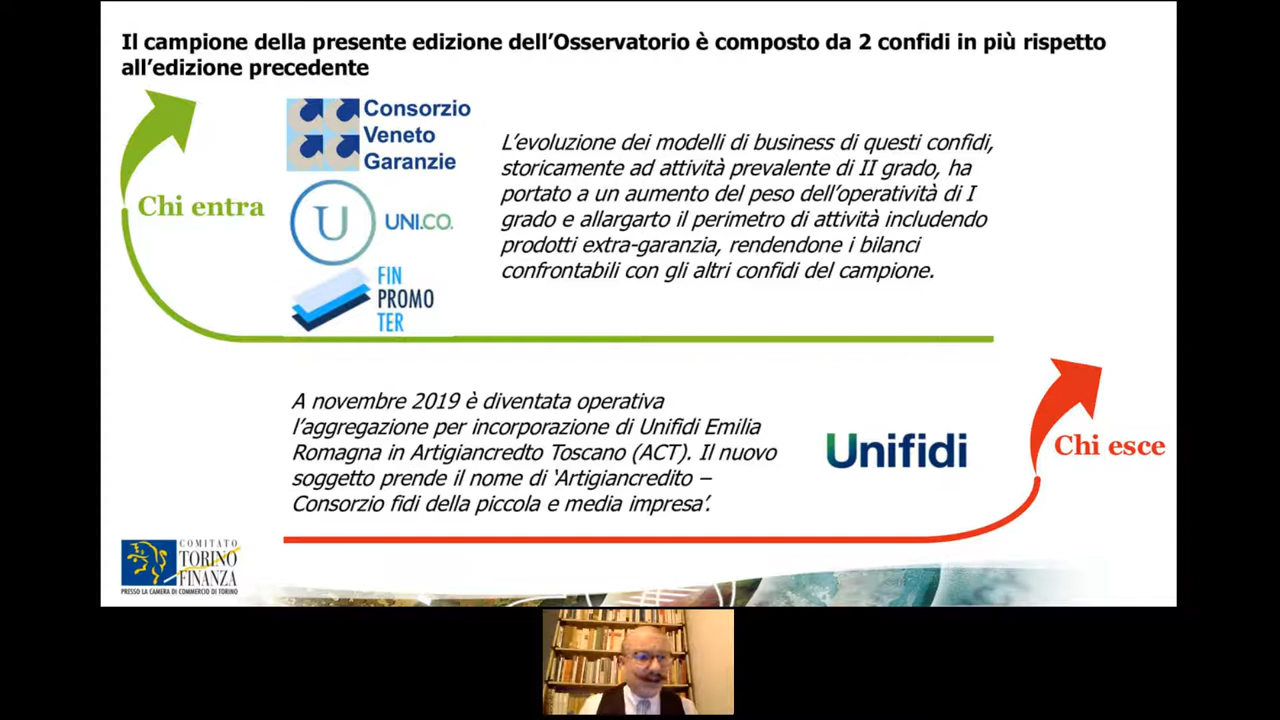 Il campione della presente edizione dell'Osservatorio è composto da 2 confidi in più rispetto
all'edizione precedente
Consorzio
Veneto
Garanzie
Chi entra
U
UNI.CO.
FIN
PROMO
TER
L'evoluzione dei modelli di business di questi confidi,
storicamente ad attività prevalente di II grado, ha
portato a un aumento del peso dell'operatività di I
grado e allargarto il perimetro di attività includendo
prodotti extra-garanzia, rendendone i bilanci
confrontabili con gli altri confidi del campione.
A novembre 2019 è diventata operativa
l'aggregazione per incorporazione di Unifidi Emilia
Romagna in Artigiancredto Toscano (ACT). Il nuovo
soggetto prende il nome di 'Artigiancredito –
Consorzio fidi della piccola e media impresa'.
Unifidi
Chi esce
COMITATO
TORINO
FINANZA
PRESSO LA CAMERA DI COMMERCIO DI TORINO